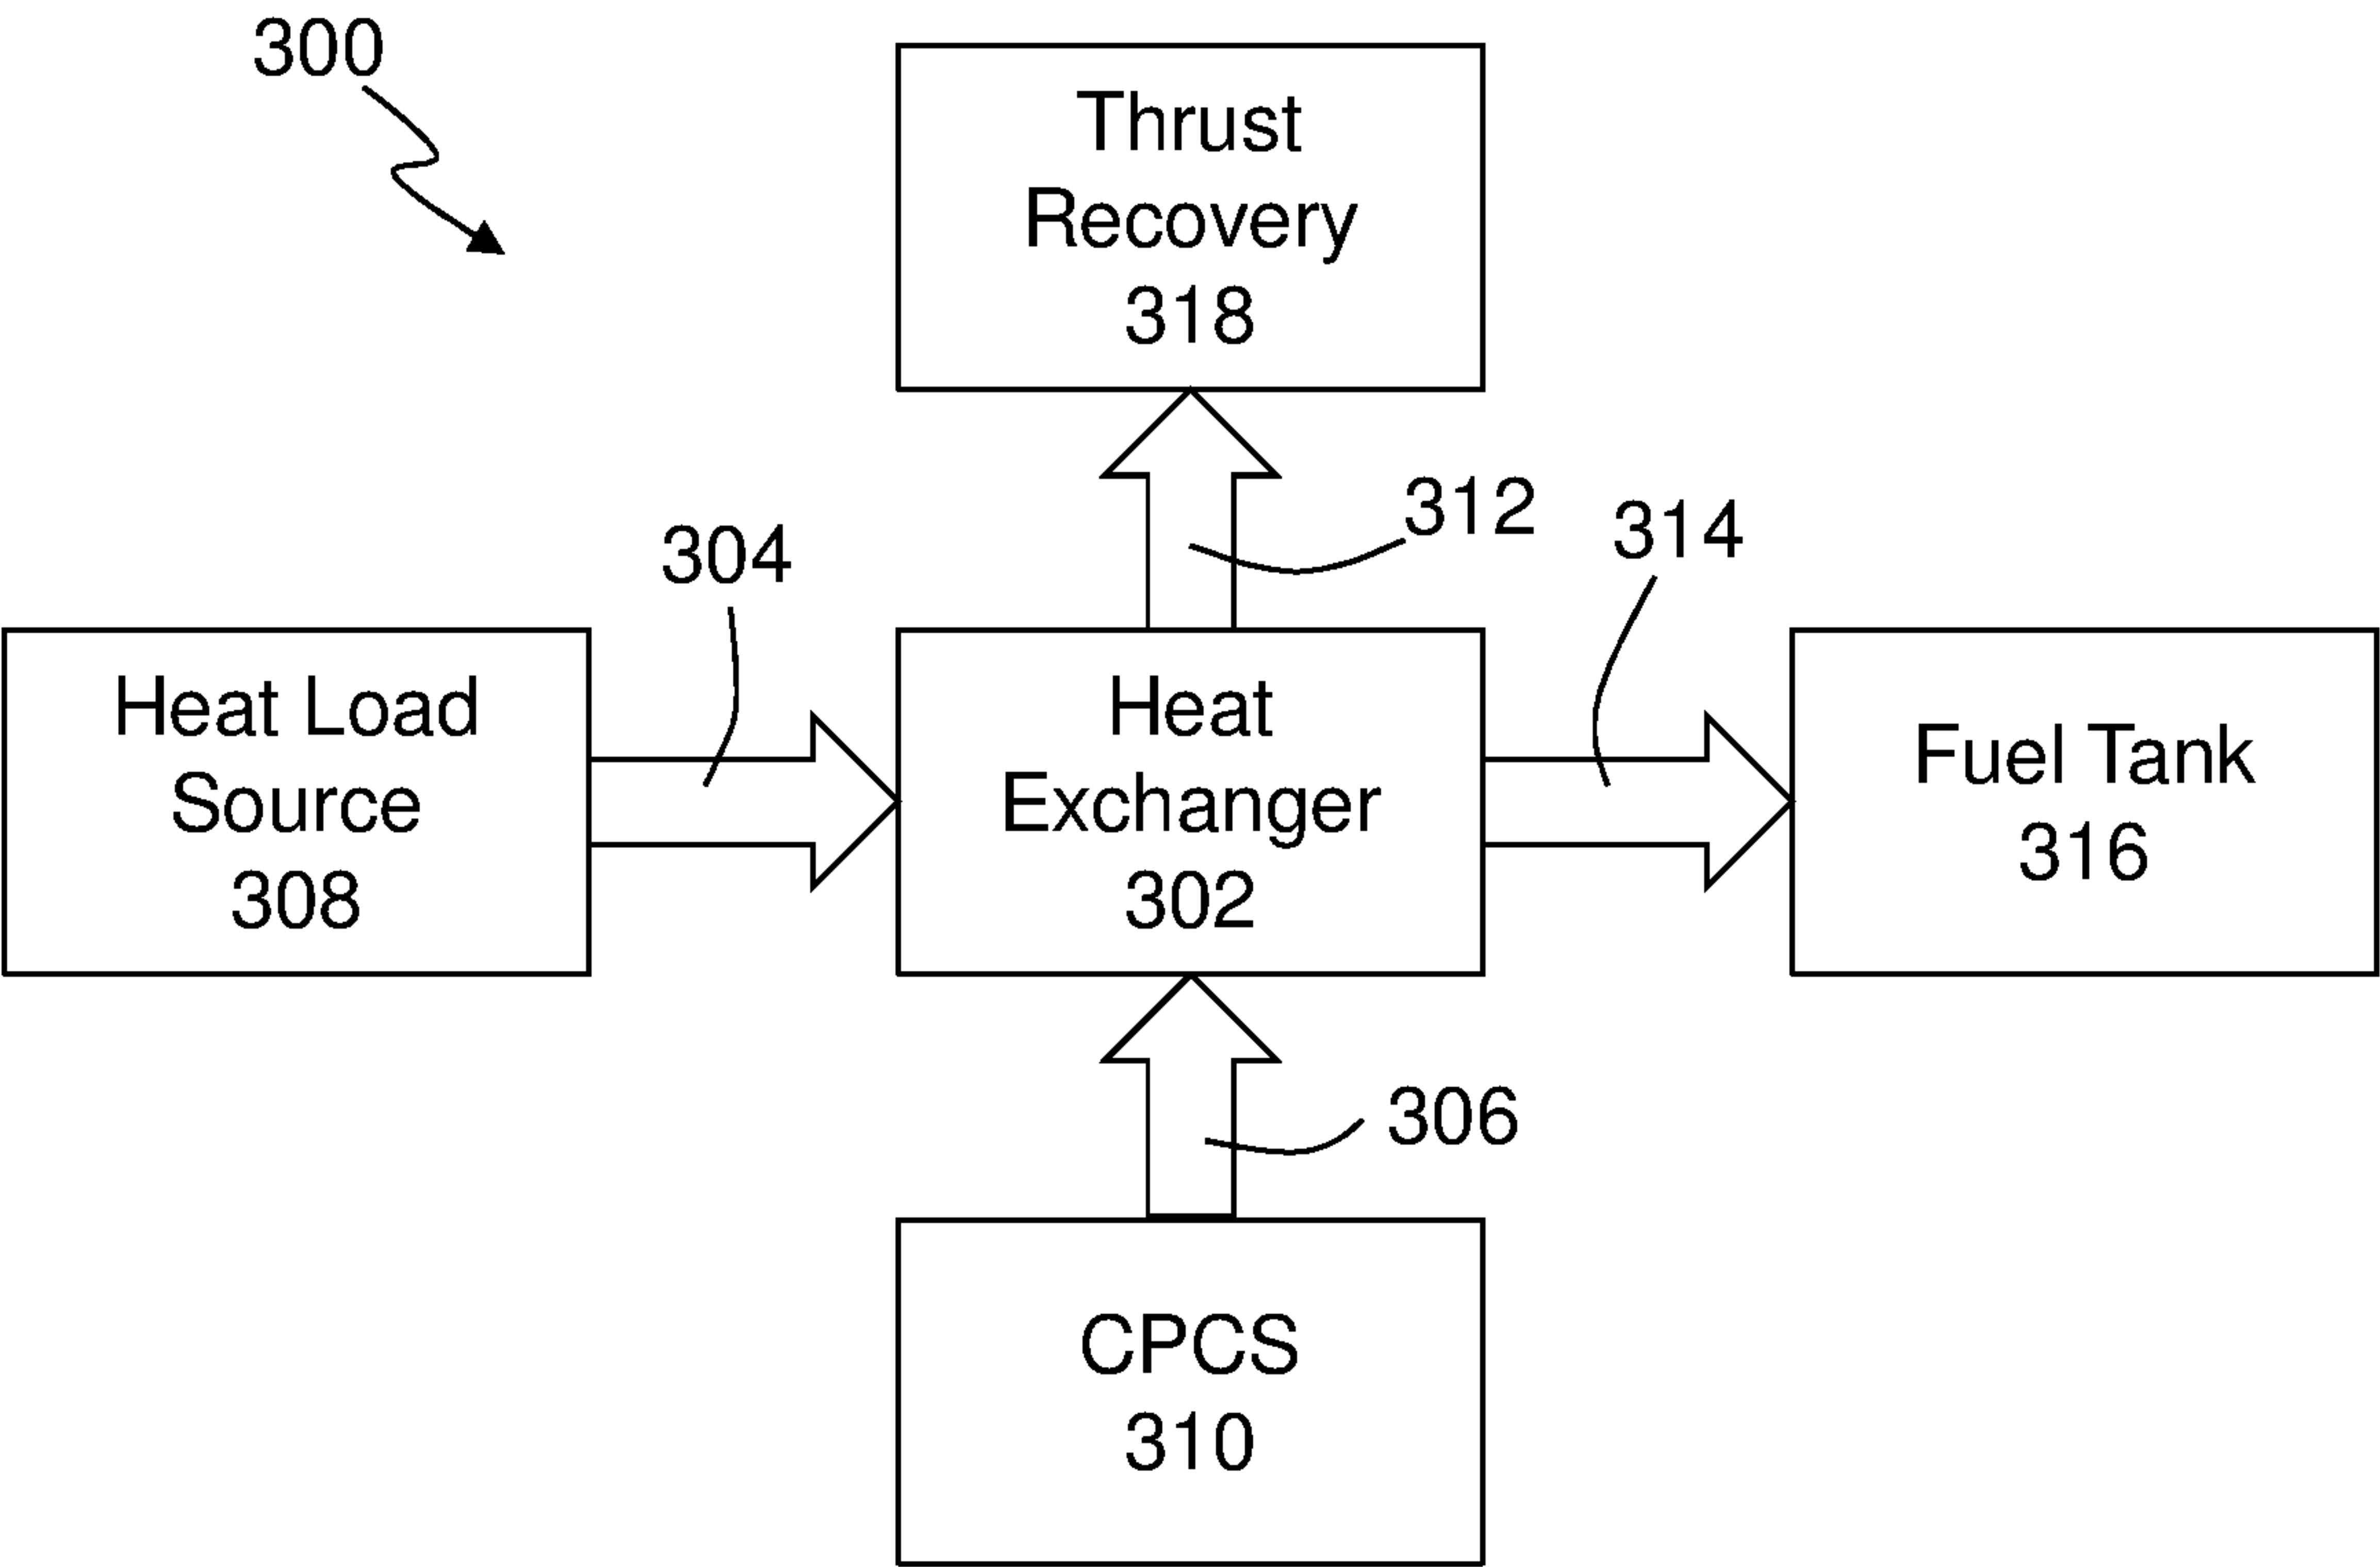 300
Thrust
Recovery
318
312
314
304
Heat Load
Source
308
Heat
Exchanger
302
Fuel Tank
316
306
CPCS
310